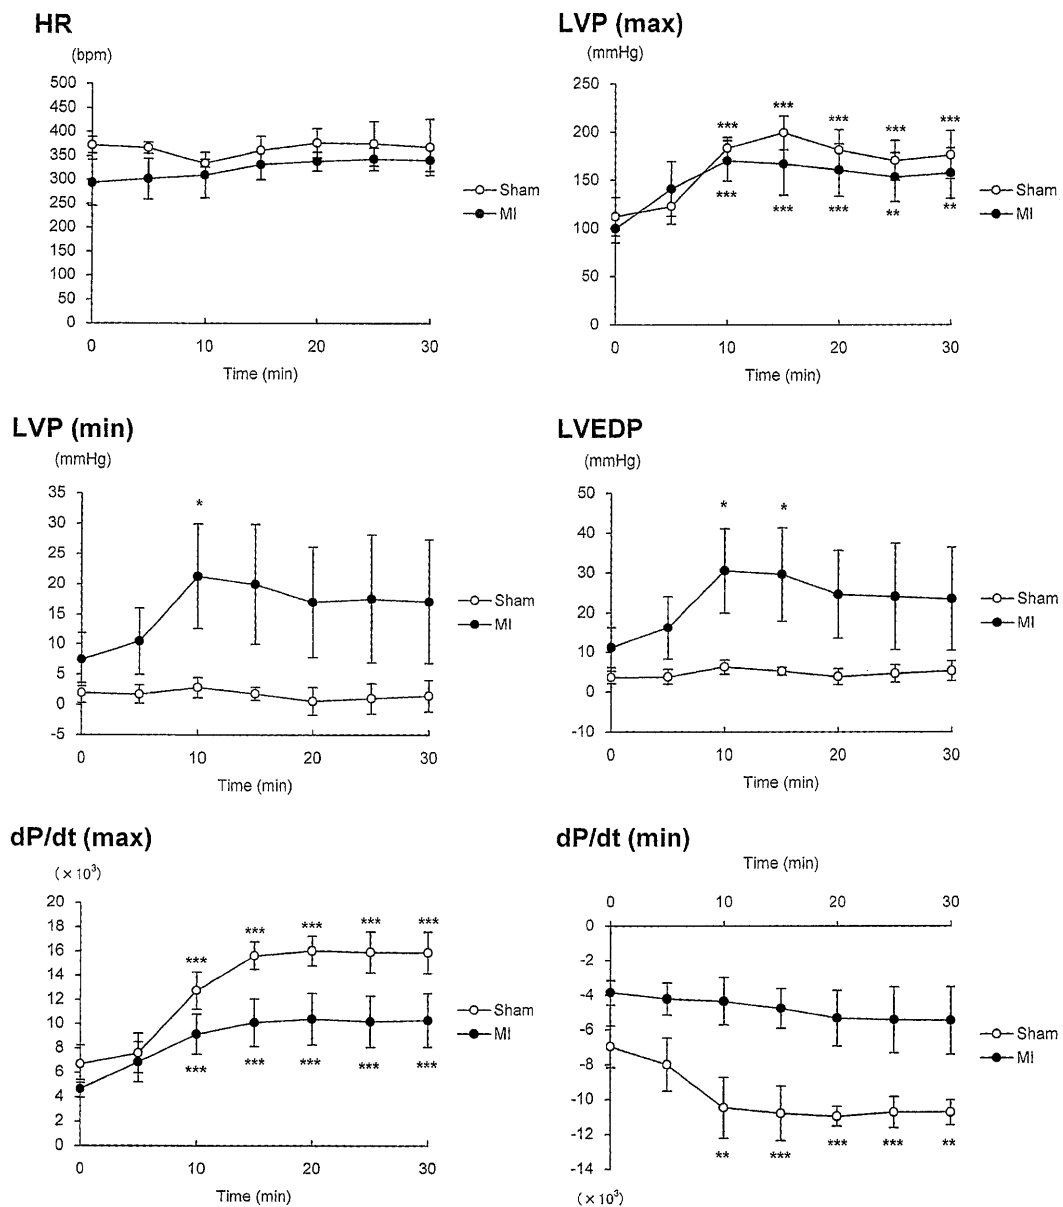 HR
(bpm)
500
450
400
350
300
250
200
150
100
50
0
0 10 20 30
Time (min)
Sham
MI
LVP (max)
(mmHg)
250
200
150
100
50
0
*** *** *** *** ***
*** *** *** ** **
0 10 20 30
Time (min)
Sham
MI
LVP (min)
(mmHg)
35
30
25
20
15
10
5
0
-5
*
0 10 20 30
Time (min)
Sham
MI
LVEDP
(mmHg)
50
40
30
20
10
0
-10
* *
0 10 20 30
Time (min)
Sham
MI
dP/dt (max)
(×10³)
20
18
16
14
12
10
8
6
4
2
0
*** *** *** *** ***
*** *** *** *** ***
0 10 20 30
Time (min)
Sham
MI
dP/dt (min)
Time (min)
0 10 20 30
0
-2
-4
-6
-8
-10
-12
-14
** *** *** *** **
(×10³)
Sham
MI